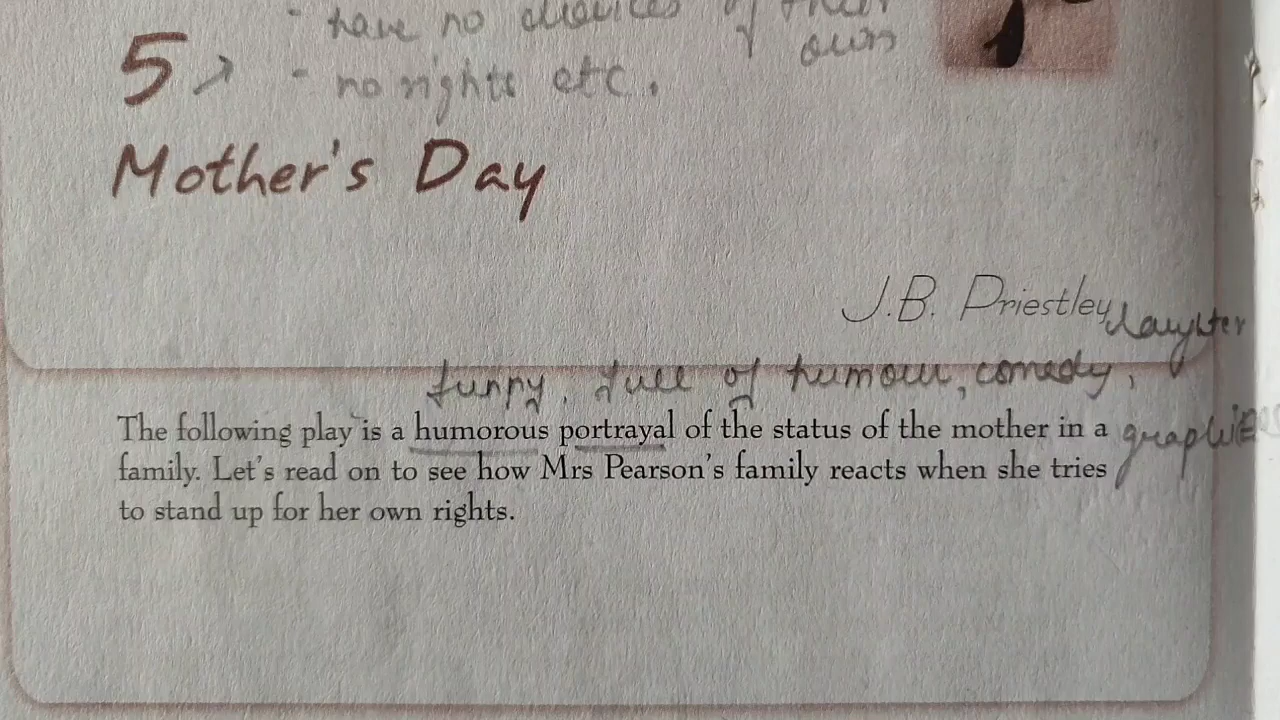 - have no choices of their
own
5 > - no rights etc.
Mother's Day
J.B. Priestley
laughter
funny, full of humour, comedy,
The following play is a humorous portrayal of the status of the mother in a
family. Let's read on to see how Mrs Pearson's family reacts when she tries
to stand up for her own rights.